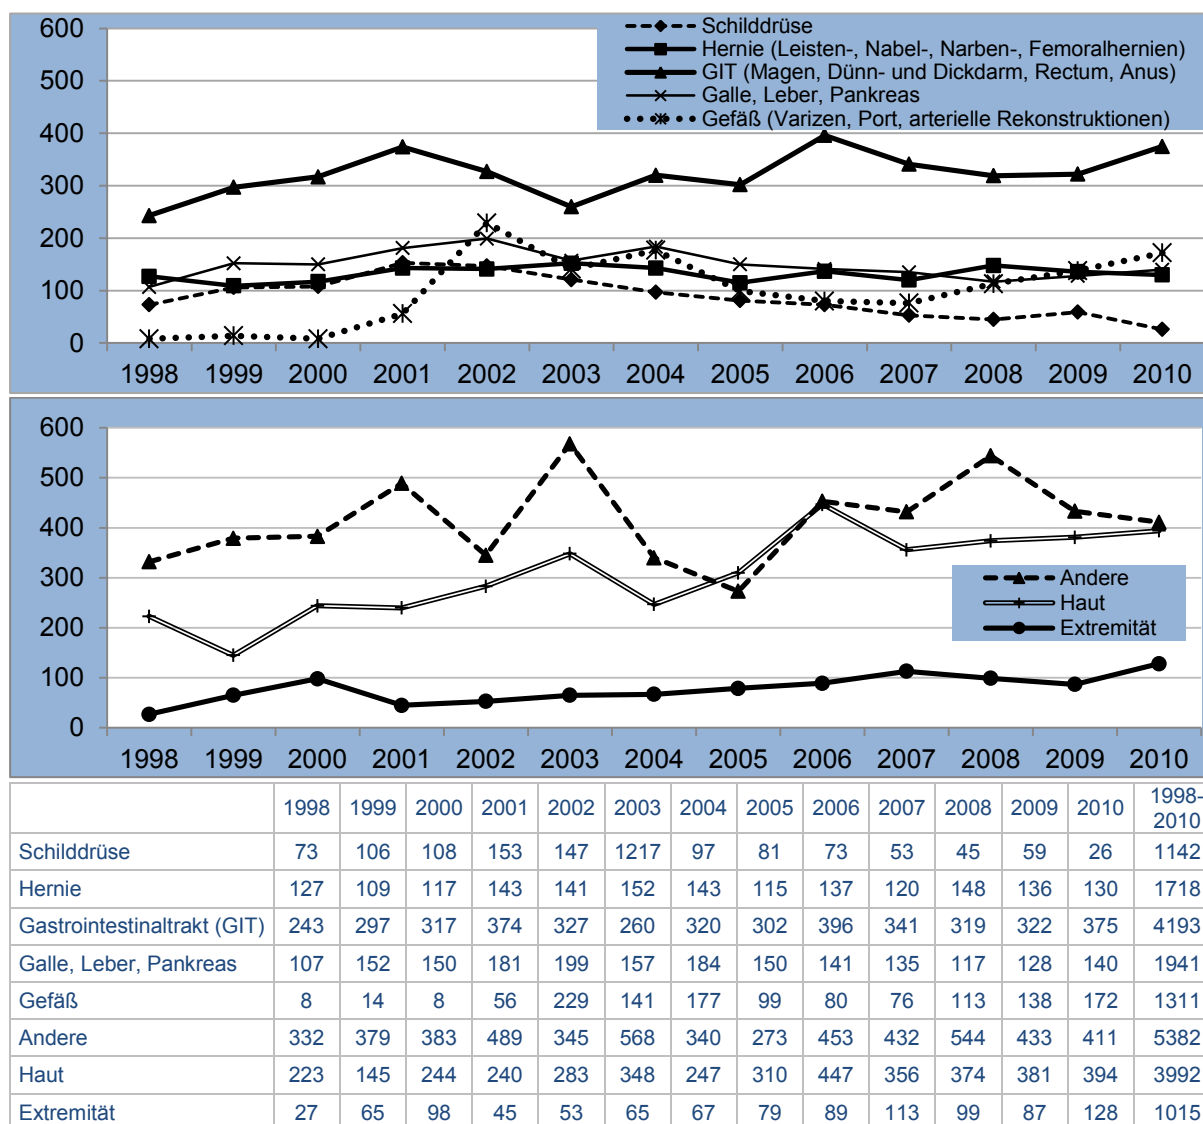 600
500
400
300
200
100
0
Schilddrüse
Hernie (Leisten-, Nabel-, Narben-, Femoralhernien)
GIT (Magen, Dünn- und Dickdarm, Rectum, Anus)
Galle, Leber, Pankreas
Gefäß (Varizen, Port, arterielle Rekonstruktionen)
1998 1999 2000 2001 2002 2003 2004 2005 2006 2007 2008 2009 2010
600
500
400
300
200
100
0
Andere
Haut
Extremität
1998 1999 2000 2001 2002 2003 2004 2005 2006 2007 2008 2009 2010
1998 1999 2000 2001 2002 2003 2004 2005 2006 2007 2008 2009 2010 1998-
2010
Schilddrüse 73 106 108 153 147 1217 97 81 73 53 45 59 26 1142
Hernie 127 109 117 143 141 152 143 115 137 120 148 136 130 1718
Gastrointestinaltrakt (GIT) 243 297 317 374 327 260 320 302 396 341 319 322 375 4193
Galle, Leber, Pankreas 107 152 150 181 199 157 184 150 141 135 117 128 140 1941
Gefäß 8 14 8 56 229 141 177 99 80 76 113 138 172 1311
Andere 332 379 383 489 345 568 340 273 453 432 544 433 411 5382
Haut 223 145 244 240 283 348 247 310 447 356 374 381 394 3992
Extremität 27 65 98 45 53 65 67 79 89 113 99 87 128 1015